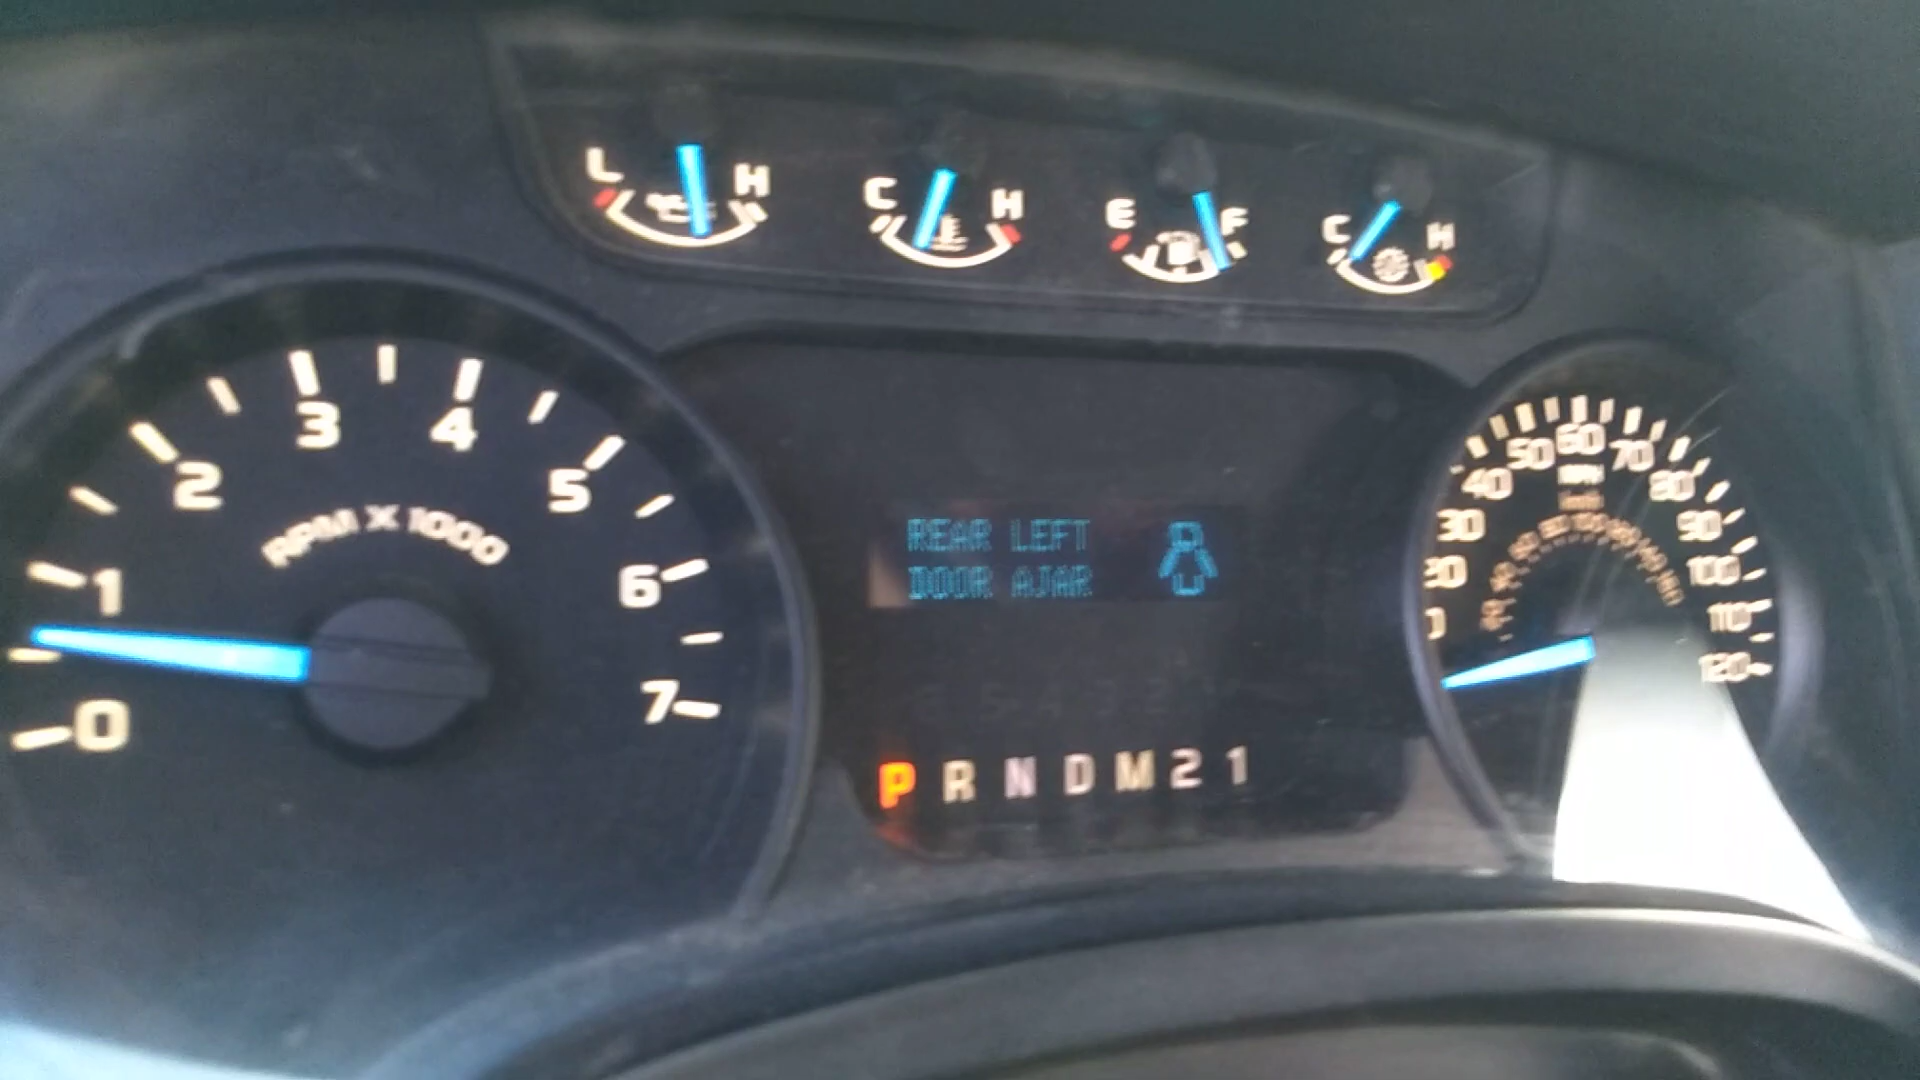 L H
C H
E F
C H
0 1 2 3 4 5 6 7
RPM X 1000
REAR LEFT
DOOR AJAR
P R N D M 2 1
20 30 40 50 60 70 80 90 100 110 120
MPH